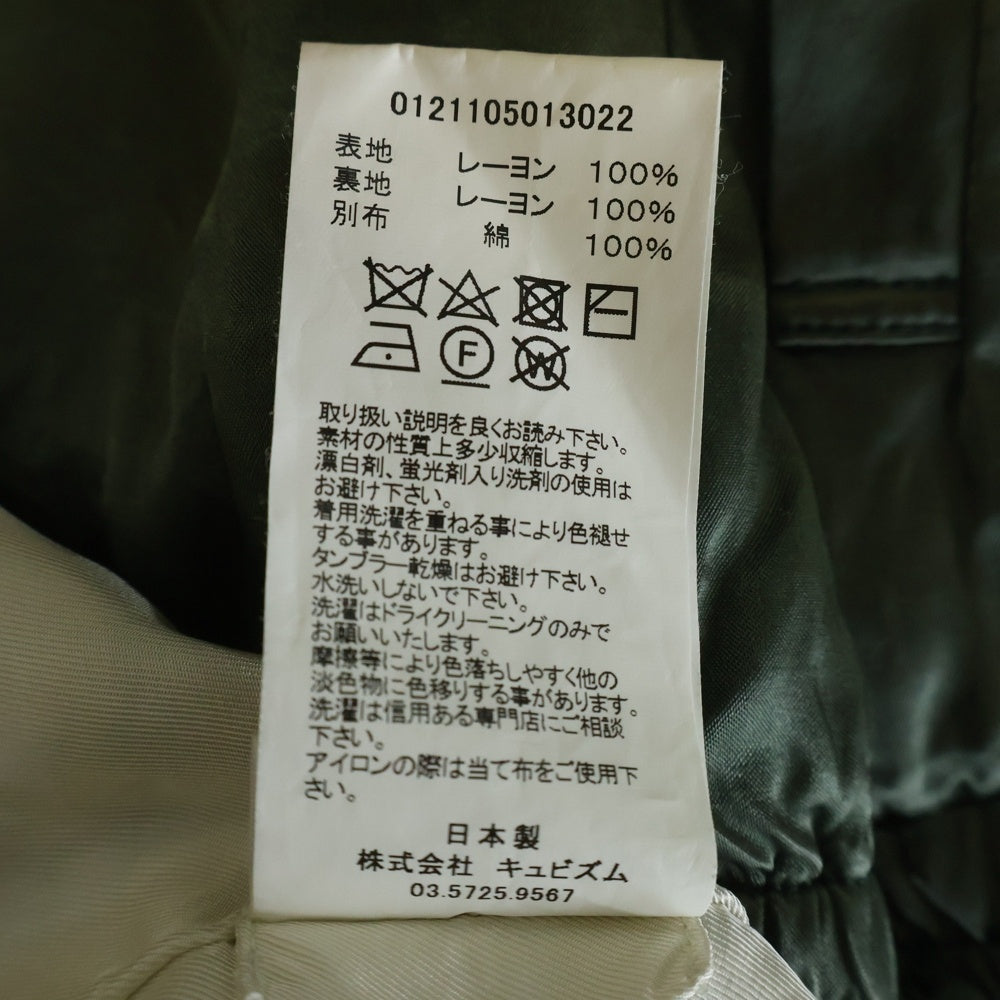 0121105013022
表地 レーヨン 100%
裏地 レーヨン 100%
別布 綿 100%
F W
取り扱い説明を良くお読み下さい。
素材の性質上多少収縮します。
漂白剤、蛍光剤入り洗剤の使用は
お避け下さい。
着用洗濯を重ねる事により色褪せ
する事があります。
タンブラー乾燥はお避け下さい。
水洗いしないで下さい。
洗濯はドライクリーニングのみで
お願いいたします。
摩擦等により色落ちしやすく他の
淡色物に色移りする事があります。
洗濯は信用ある専門店にご相談
下さい。
アイロンの際は当て布をご使用下
さい。
日本製
株式会社 キュビズム
03.5725.9567